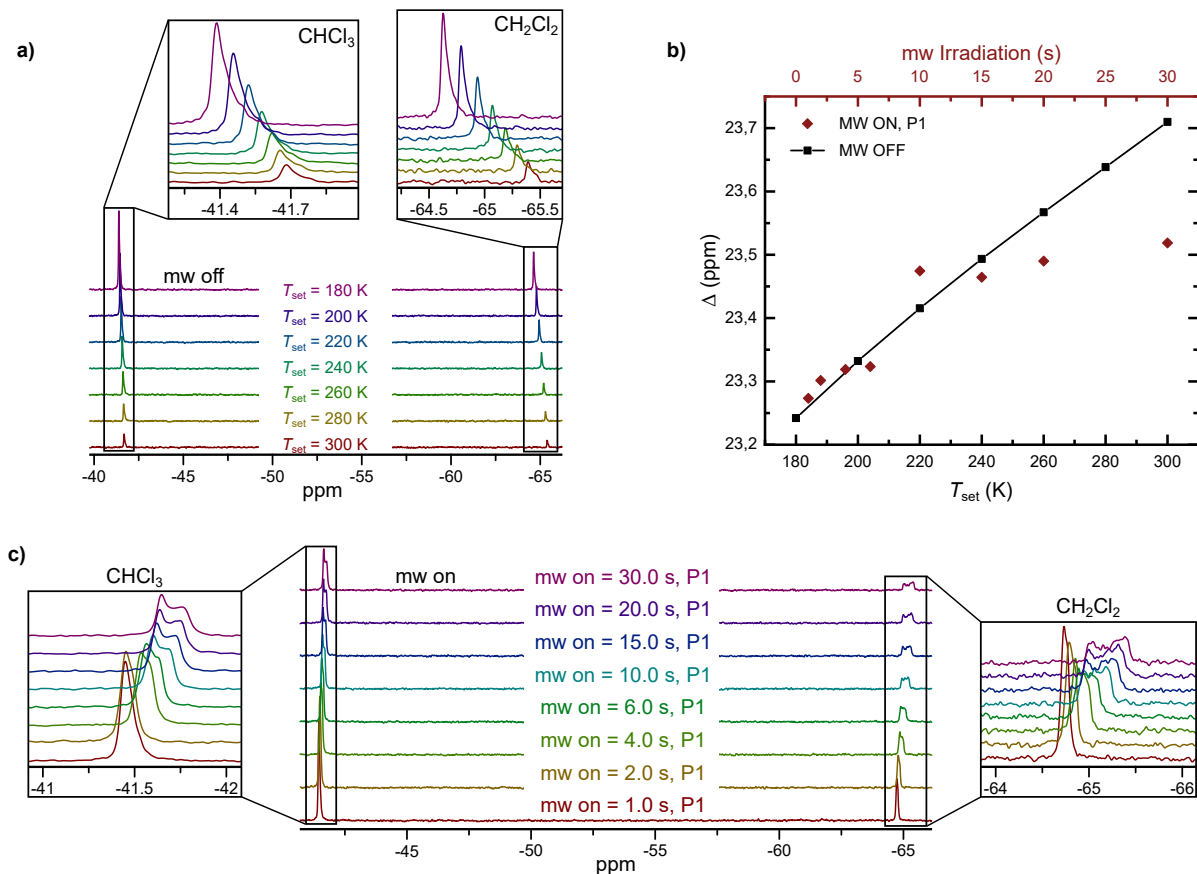 a)
CHCl3
CH2Cl2
-41.4 -41.7
-64.5 -65 -65.5
mw off
Tset = 180 K
Tset = 200 K
Tset = 220 K
Tset = 240 K
Tset = 260 K
Tset = 280 K
Tset = 300 K
-40 -45 -50 -55 -60 -65
ppm
b)
mw Irradiation (s)
0 5 10 15 20 25 30
MW ON, P1
MW OFF
23,7
23,6
23,5
23,4
23,3
23,2
Δ (ppm)
180 200 220 240 260 280 300
Tset (K)
c)
CHCl3
-41 -41.5 -42
mw on
mw on = 30.0 s, P1
mw on = 20.0 s, P1
mw on = 15.0 s, P1
mw on = 10.0 s, P1
mw on = 6.0 s, P1
mw on = 4.0 s, P1
mw on = 2.0 s, P1
mw on = 1.0 s, P1
-45 -50 -55 -60 -65
ppm
CH2Cl2
-64 -65 -66